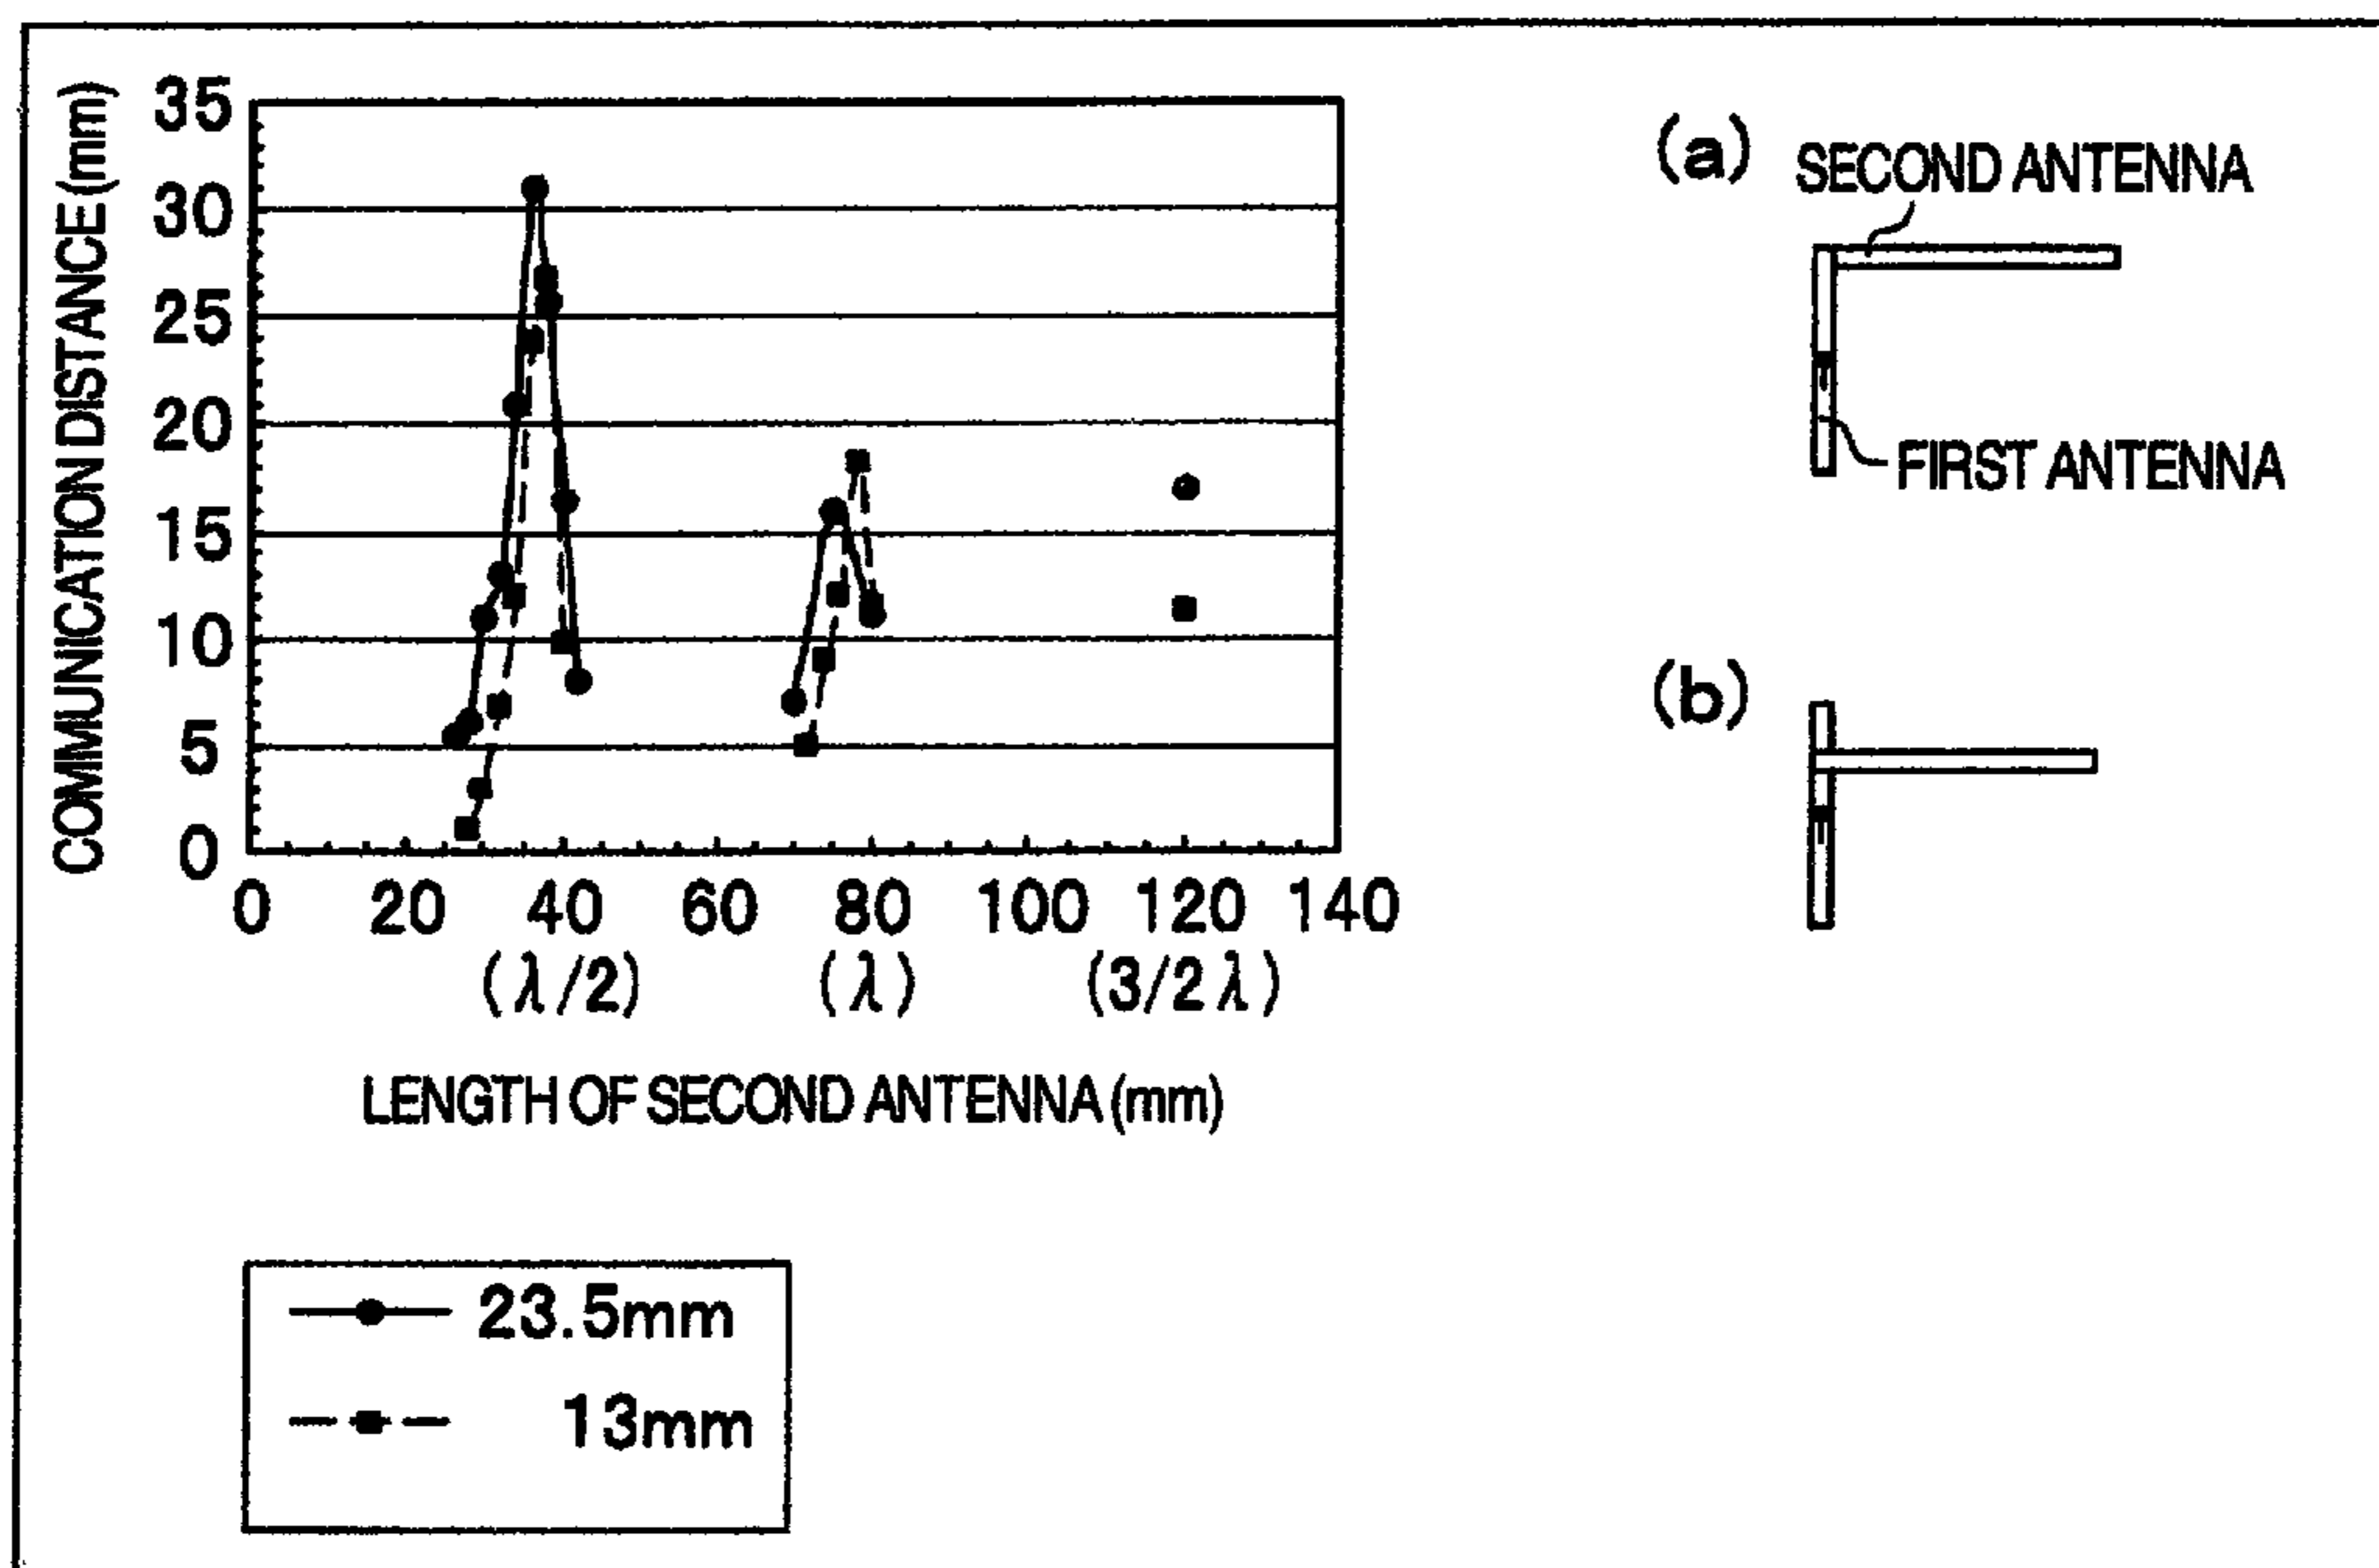 COMMUNICATION DISTANCE (mm)
35
30
25
20
15
10
5
0
0 20 40 60 80 100 120 140
(λ/2) (λ) (3/2λ)
LENGTH OF SECOND ANTENNA (mm)
23.5mm
13mm
(a) SECOND ANTENNA
FIRST ANTENNA
(b)